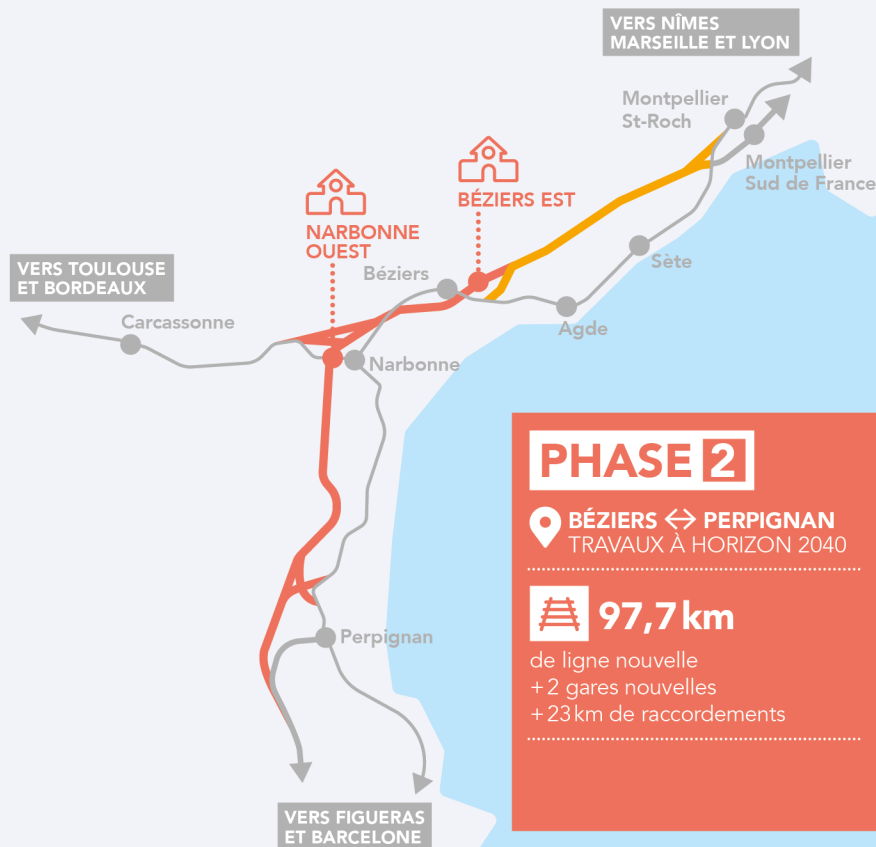 VERS NÎMES
MARSEILLE ET LYON
Montpellier
St-Roch
Montpellier
Sud de France
BÉZIERS EST
NARBONNE
OUEST
VERS TOULOUSE
ET BORDEAUX
Béziers
Sète
Carcassonne
Agde
Narbonne
PHASE 2
BÉZIERS <-> PERPIGNAN
TRAVAUX À HORIZON 2040
97,7 km
de ligne nouvelle
+ 2 gares nouvelles
+ 23 km de raccordements
Perpignan
VERS FIGUERAS
ET BARCELONE